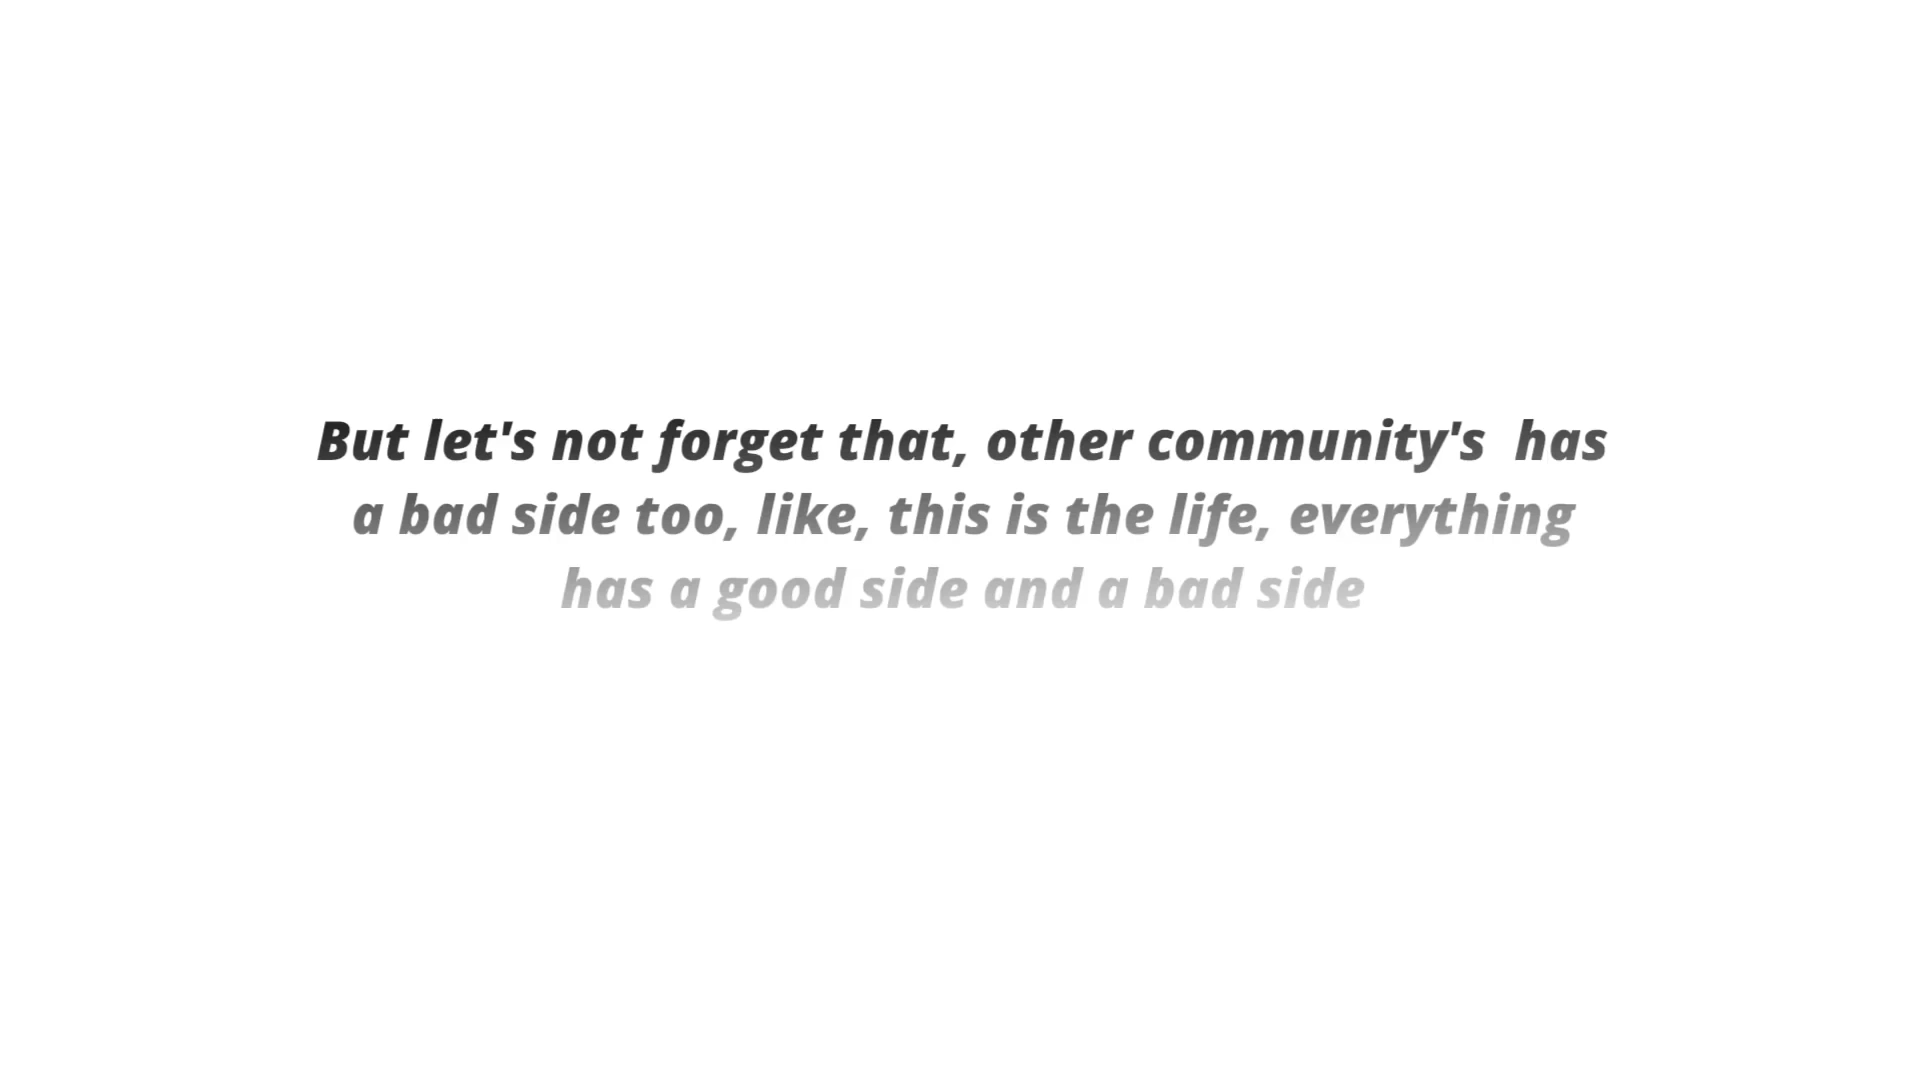 But let's not forget that, other community's  has
a bad side too, like, this is the life, everything
has a good side and a bad side